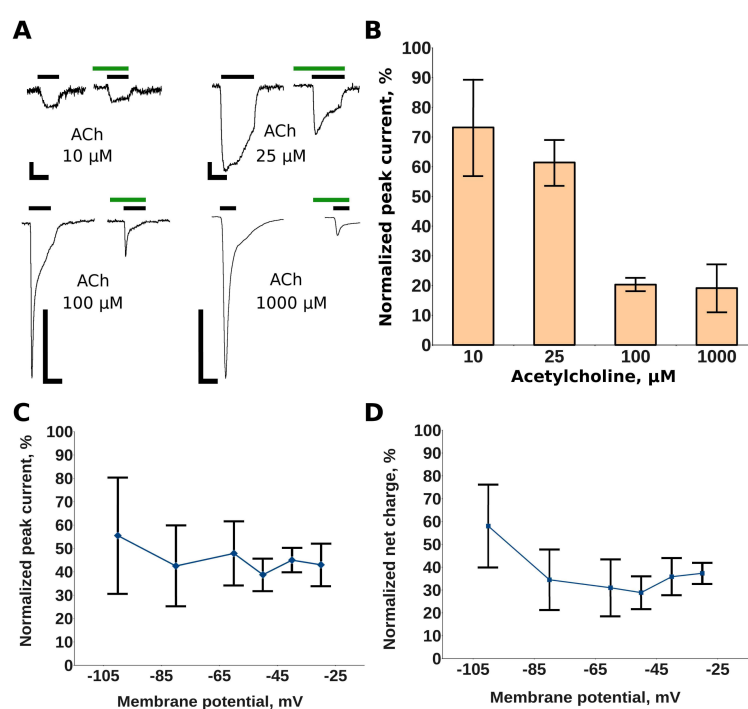 A
ACh
10 µM
ACh
25 µM
ACh
100 µM
ACh
1000 µM
B
Normalized peak current, %
100
90
80
70
60
50
40
30
20
10
0
10 25 100 1000
Acetylcholine, µM
C
Normalized peak current, %
100
90
80
70
60
50
40
30
20
10
0
-105 -85 -65 -45 -25
Membrane potential, mV
D
Normalized net charge, %
100
90
80
70
60
50
40
30
20
10
0
-105 -85 -65 -45 -25
Membrane potential, mV